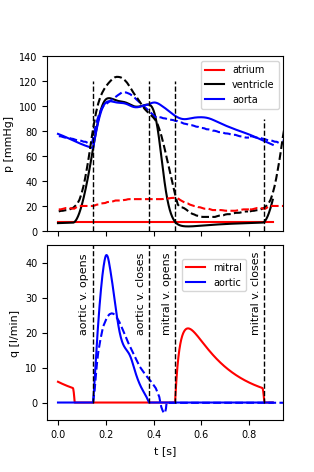 140
120
100
80
60
40
20
0
p [mmHg]
atrium
ventricle
aorta
40
30
20
10
0
q [l/min]
aortic v. opens
aortic v. closes
mitral v. opens
mitral v. closes
mitral
aortic
0.0 0.2 0.4 0.6 0.8
t [s]